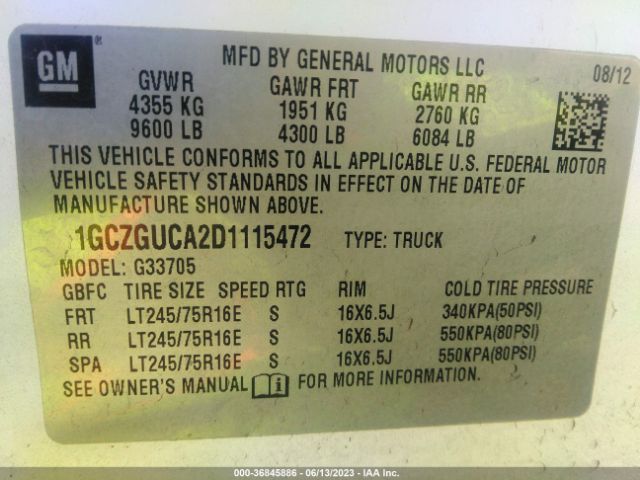 GM ®
MFD BY GENERAL MOTORS LLC
08/12
GVWR GAWR FRT GAWR RR
4355 KG 1951 KG 2760 KG
9600 LB 4300 LB 6084 LB
THIS VEHICLE CONFORMS TO ALL APPLICABLE U.S. FEDERAL MOTOR
VEHICLE SAFETY STANDARDS IN EFFECT ON THE DATE OF
MANUFACTURE SHOWN ABOVE.
1GCZGUCA2D1115472 TYPE: TRUCK
MODEL: G33705
GBFC TIRE SIZE SPEED RTG RIM COLD TIRE PRESSURE
FRT LT245/75R16E S 16X6.5J 340KPA(50PSI)
RR LT245/75R16E S 16X6.5J 550KPA(80PSI)
SPA LT245/75R16E S 16X6.5J 550KPA(80PSI)
SEE OWNER'S MANUAL FOR MORE INFORMATION.
000-36845886 - 06/13/2023 - IAA Inc.